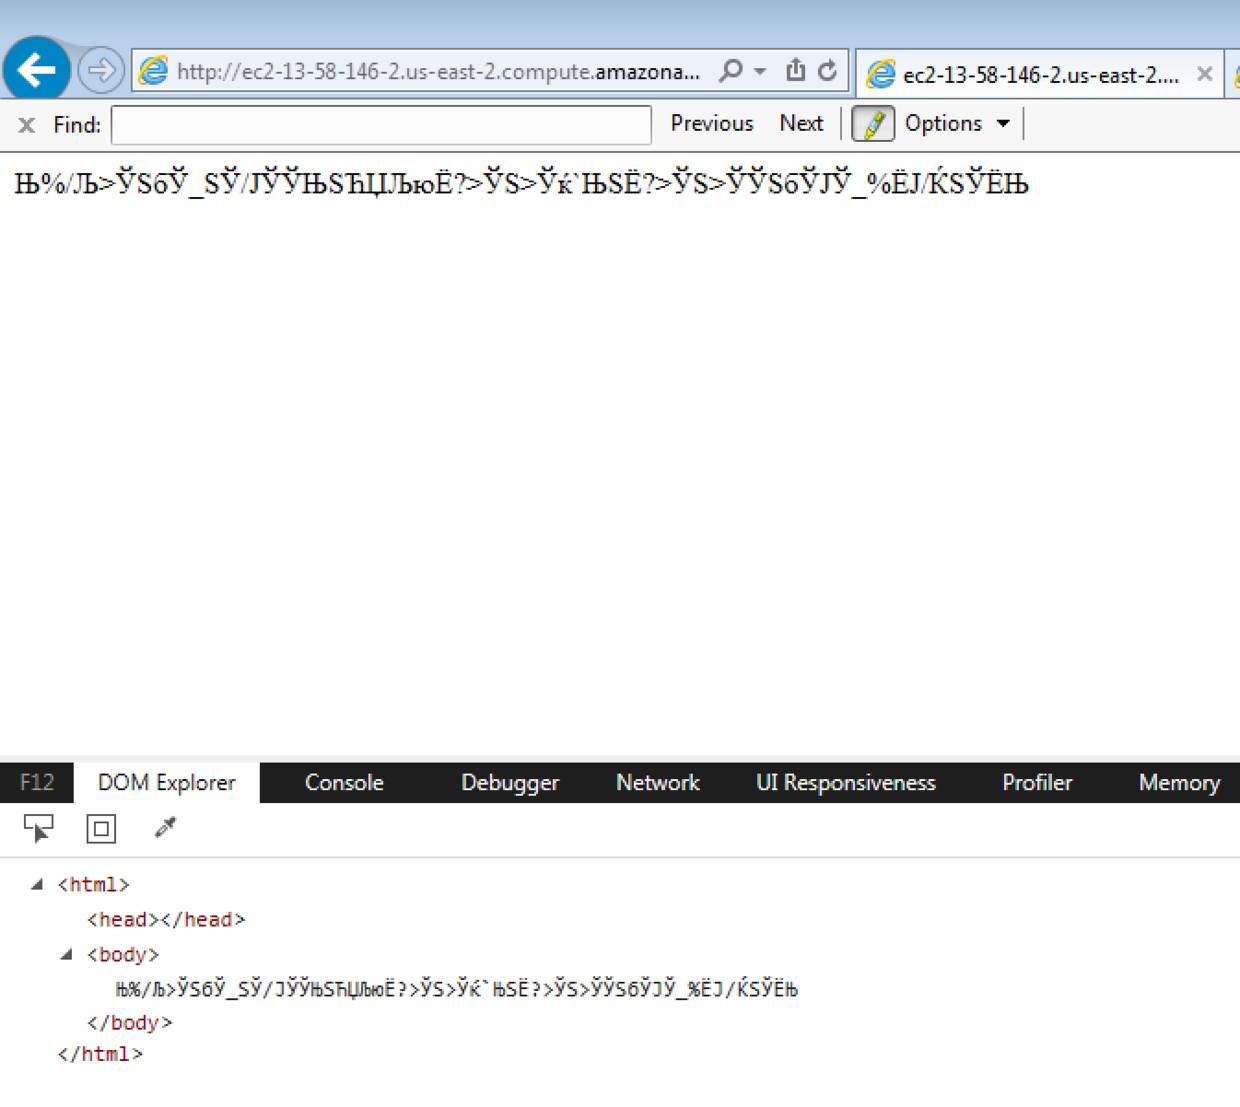 http://ec2-13-58-146-2.us-east-2.compute.amazona...
ec2-13-58-146-2.us-east-2....
Find:
Previous
Next
Options
Њ%/Љ>ЎЅбЎ_ЅЎ/ЈЎЎЊЅЋЏЉюЁ?>ЎЅ>Ўќ`ЊЅЁ?>ЎЅ>ЎЎЅбЎЈЎ_%ЁЈ/ЌЅЎЁЊ
F12
DOM Explorer
Console
Debugger
Network
UI Responsiveness
Profiler
Memory
<html>
<head></head>
<body>
Њ%/Љ>ЎЅбЎ_ЅЎ/ЈЎЎЊЅЋЏЉюЁ?>ЎЅ>Ўќ`ЊЅЁ?>ЎЅ>ЎЎЅбЎЈЎ_%ЁЈ/ЌЅЎЁЊ
</body>
</html>